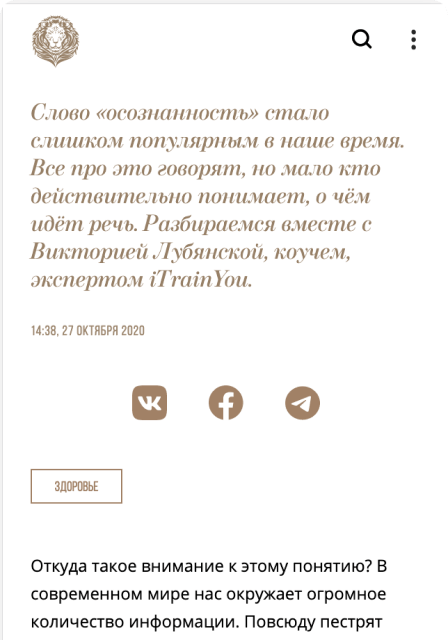 Слово «осознанность» стало
слишком популярным в наше время.
Все про это говорят, но мало кто
действительно понимает, о чём
идёт речь. Разбираемся вместе с
Викторией Лубянской, коучем,
экспертом iTrainYou.
14:38, 27 ОКТЯБРЯ 2020
ЗДОРОВЬЕ
Откуда такое внимание к этому понятию? В
современном мире нас окружает огромное
количество информации. Повсюду пестрят